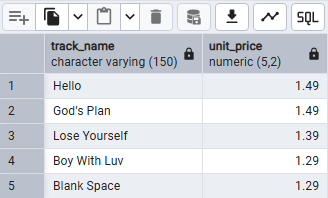 SQL
track_name
character varying (150)
unit_price
numeric (5,2)
1 Hello 1.49
2 God's Plan 1.49
3 Lose Yourself 1.39
4 Boy With Luv 1.29
5 Blank Space 1.29